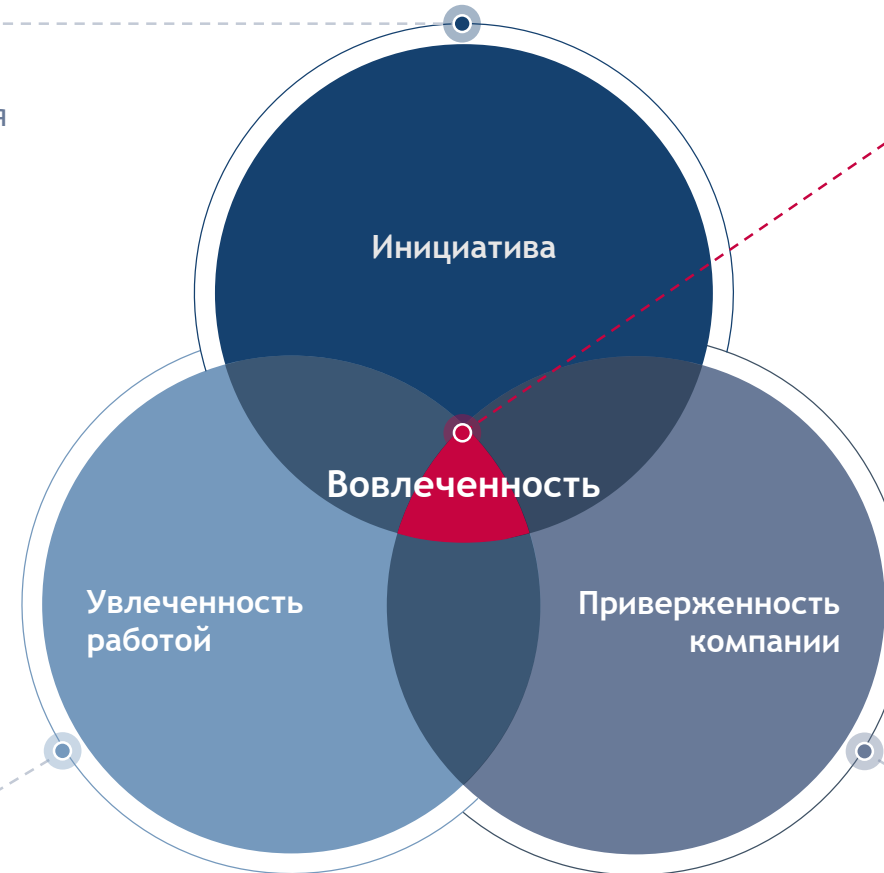 я
Инициатива
Вовлеченность
Увлеченность
работой
Приверженность
компании